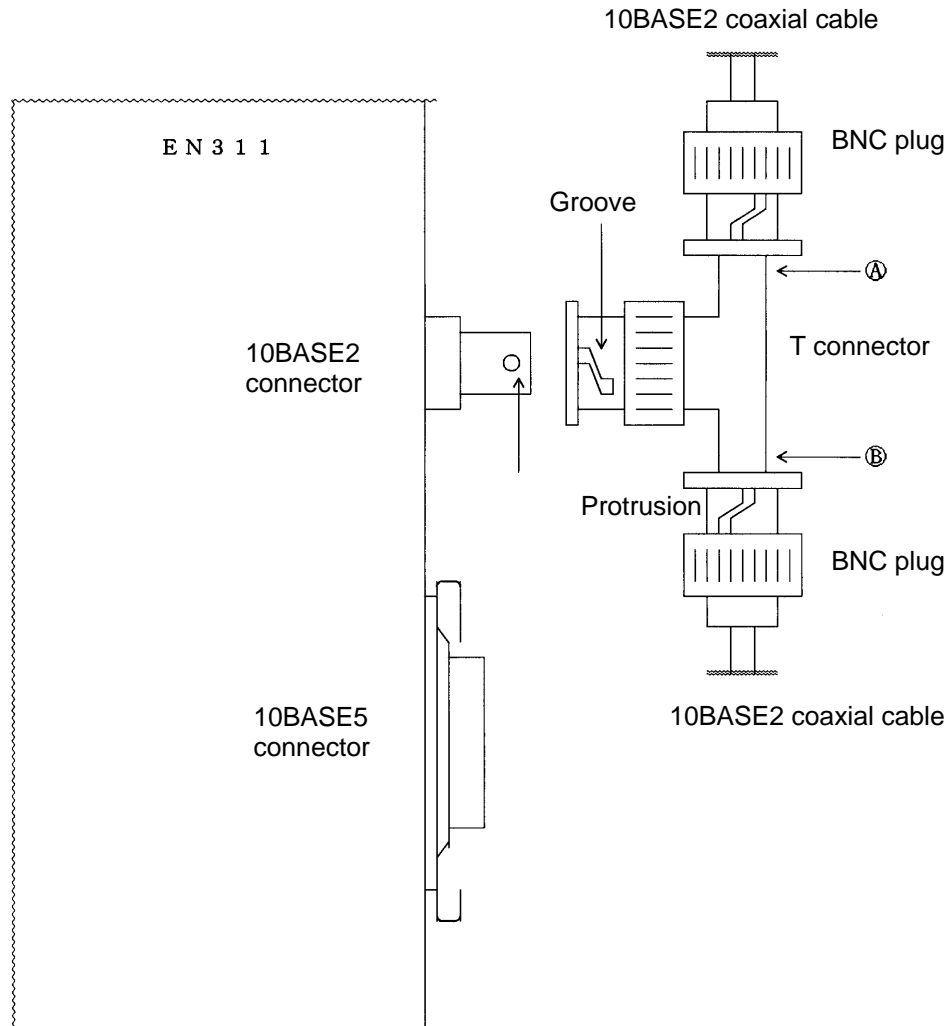 10BASE2 coaxial cable
EN311
BNC plug
Groove
Ⓐ
10BASE2
connector
T connector
Ⓑ
Protrusion
BNC plug
10BASE5
connector
10BASE2 coaxial cable